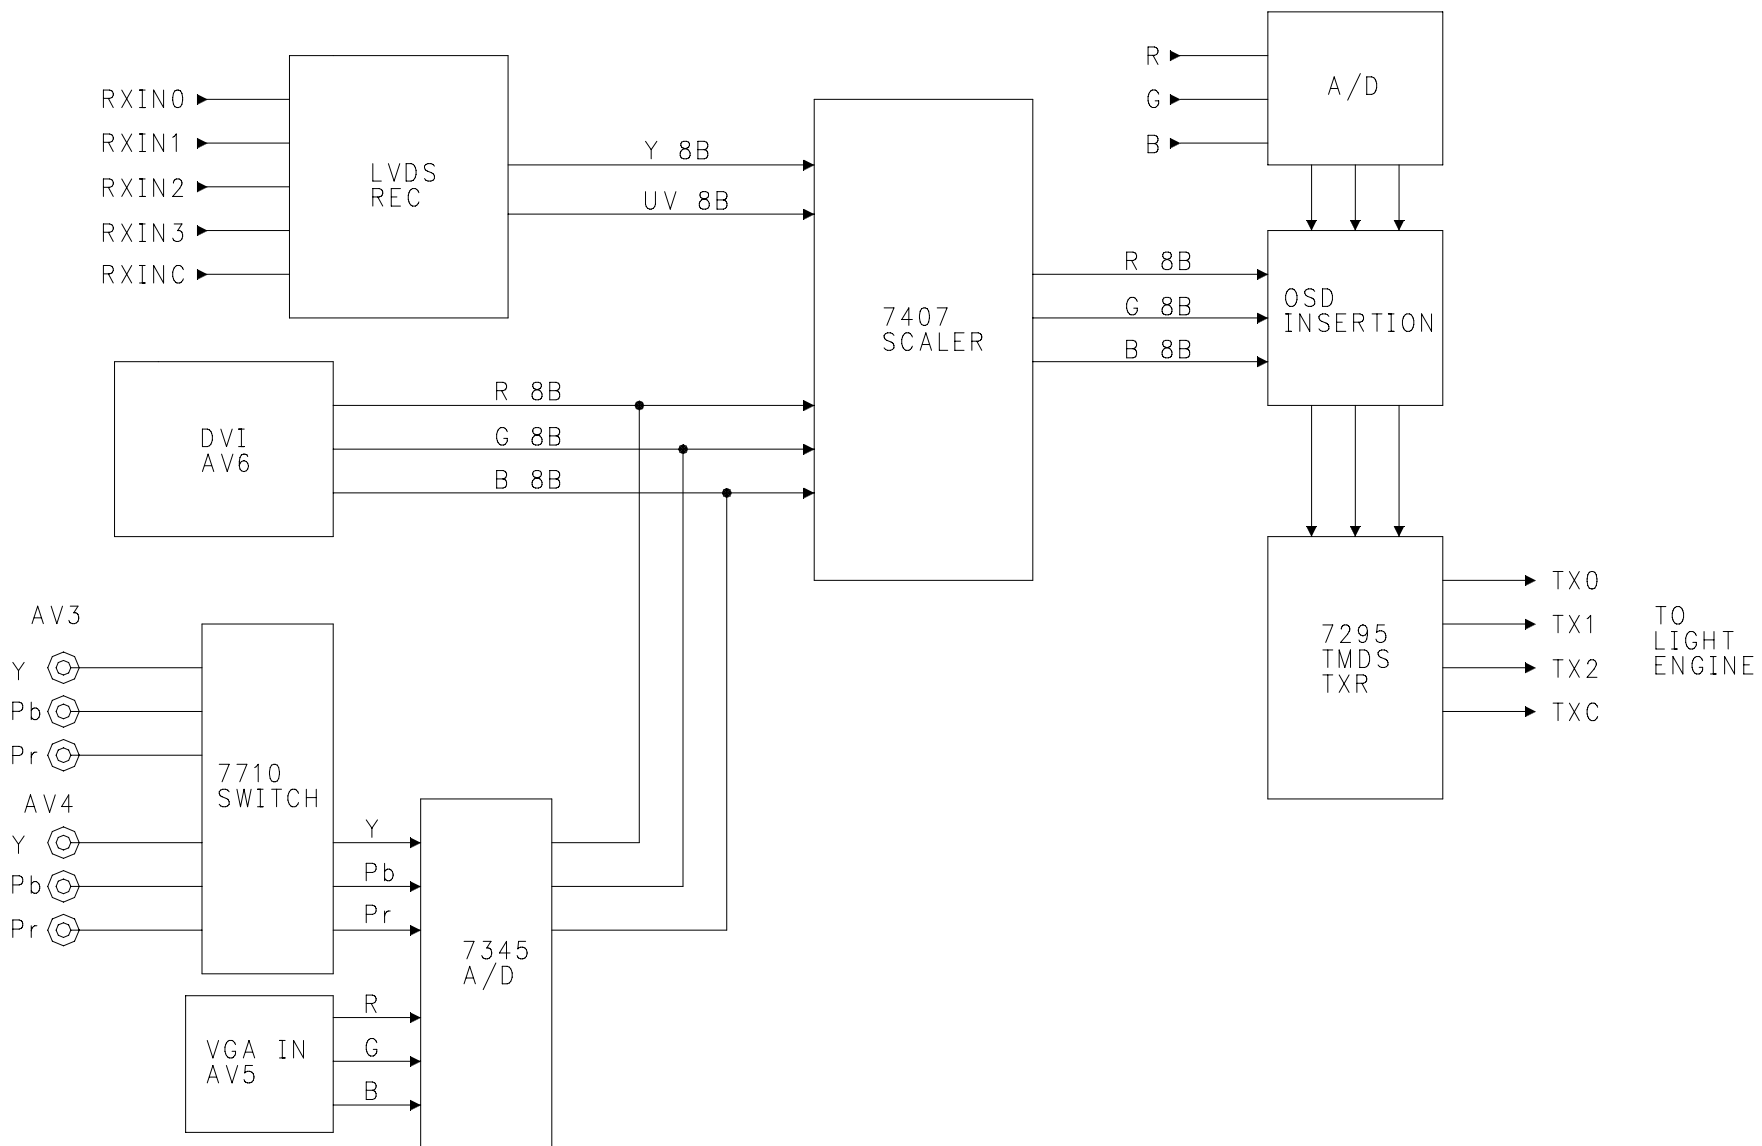 RXIN0
RXIN1
RXIN2
RXIN3
RXINC
LVDS
REC
Y 8B
UV 8B
R
G
B
A/D
7407
SCALER
R 8B
G 8B
B 8B
OSD
INSERTION
DVI
AV6
R 8B
G 8B
B 8B
AV3
Y
Pb
Pr
AV4
Y
Pb
Pr
7710
SWITCH
Y
Pb
Pr
7345
A/D
VGA IN
AV5
R
G
B
7295
TMDS
TXR
TX0
TX1
TX2
TXC
TO
LIGHT
ENGINE